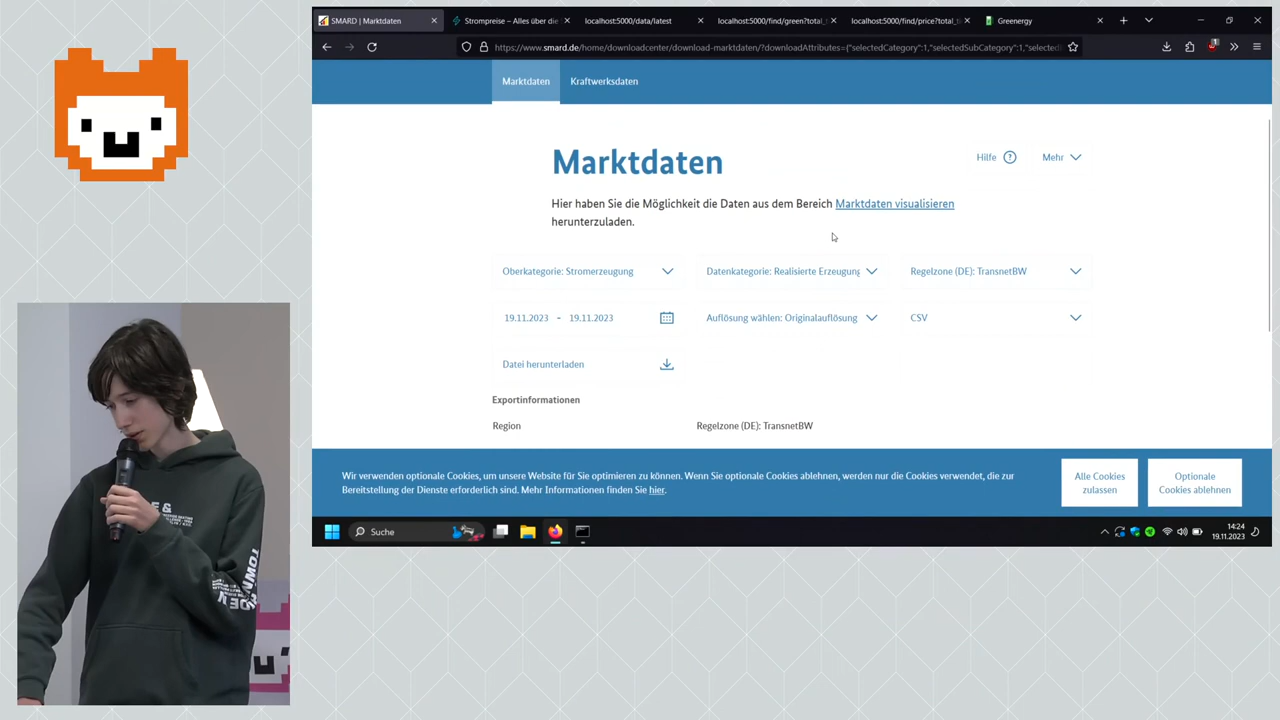 SMARD | Marktdaten
Strompreise – Alles über die
localhost:5000/data/latest
localhost:5000/find/green?total_
localhost:5000/find/price?total_
Greenergy
https://www.smard.de/home/downloadcenter/download-marktdaten/?downloadAttributes={"selectedCategory":1,"selectedSubCategory":1,"selected
1
Marktdaten
Kraftwerksdaten
Marktdaten
Hilfe ?
Mehr
Hier haben Sie die Möglichkeit die Daten aus dem Bereich Marktdaten visualisieren
herunterzuladen.
Oberkategorie: Stromerzeugung
Datenkategorie: Realisierte Erzeugung
Regelzone (DE): TransnetBW
19.11.2023 - 19.11.2023
Auflösung wählen: Originalauflösung
CSV
Datei herunterladen
Exportinformationen
Region
Regelzone (DE): TransnetBW
Wir verwenden optionale Cookies, um unsere Website für Sie optimieren zu können. Wenn Sie optionale Cookies ablehnen, werden nur die Cookies verwendet, die zur
Bereitstellung der Dienste erforderlich sind. Mehr Informationen finden Sie hier.
Alle Cookies
zulassen
Optionale
Cookies ablehnen
Suche
14:24
19.11.2023